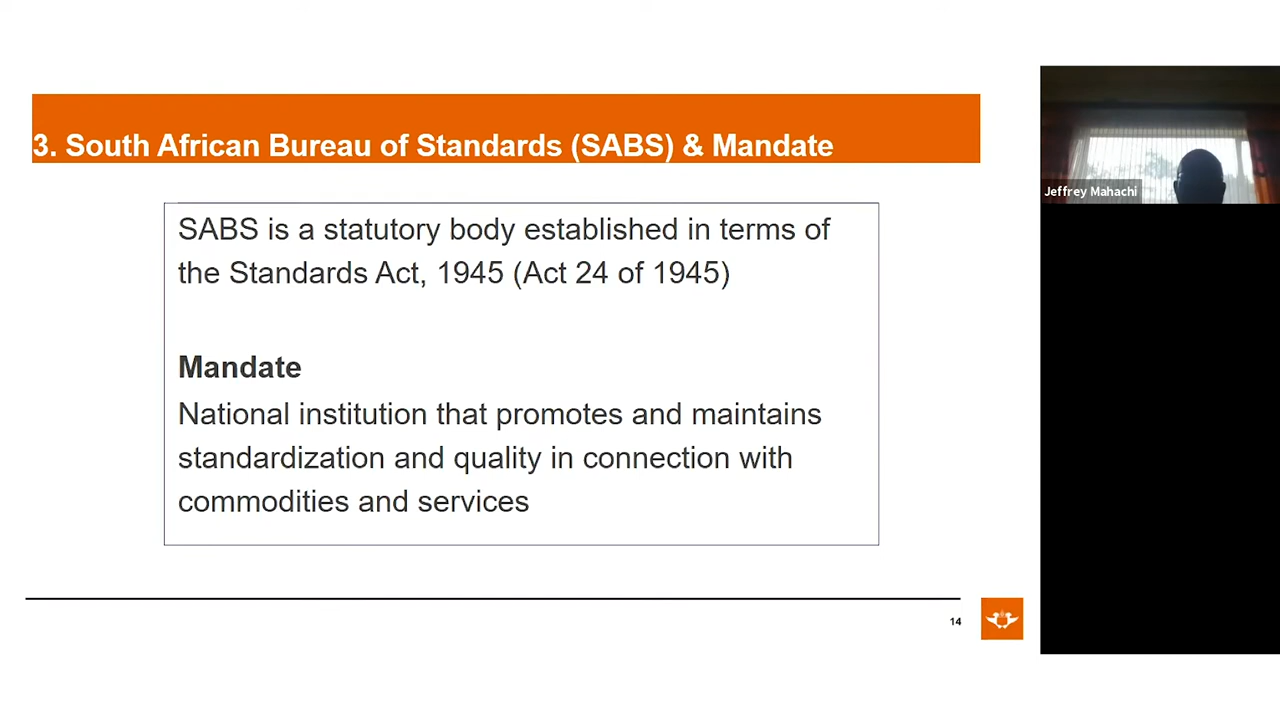 3. South African Bureau of Standards (SABS) & Mandate
SABS is a statutory body established in terms of
the Standards Act, 1945 (Act 24 of 1945)
Mandate
National institution that promotes and maintains
standardization and quality in connection with
commodities and services
14
Jeffrey Mahachi